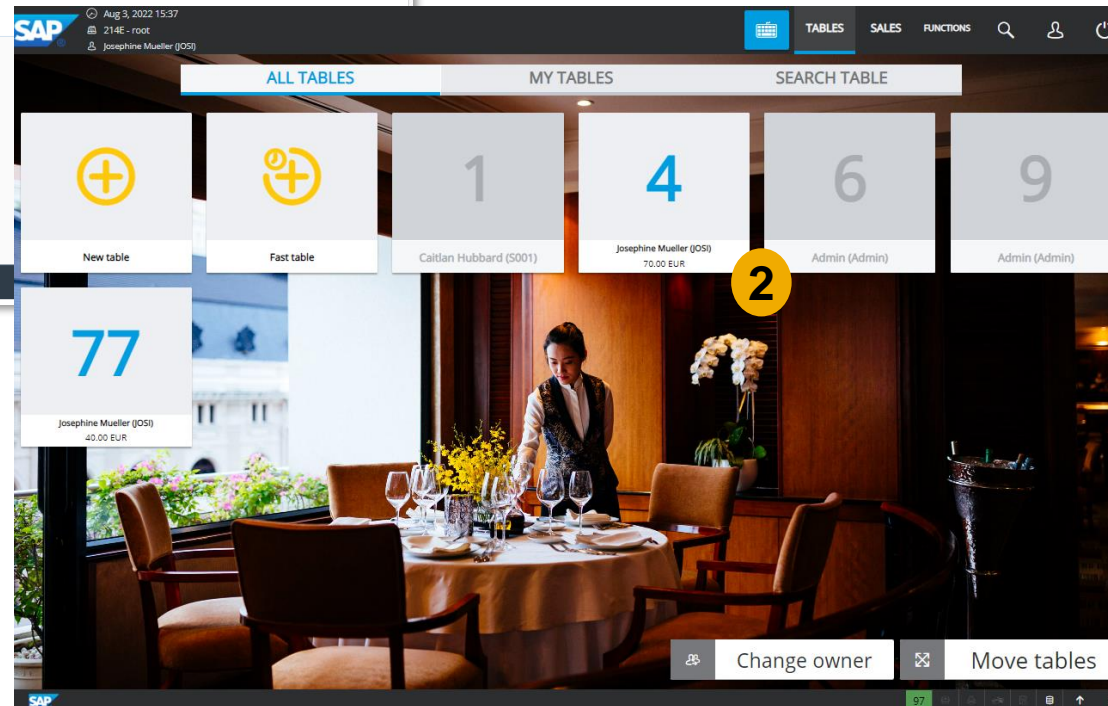 SAP
Aug 3, 2022 15:37
214E - root
Josephine Mueller (JOSI)
TABLES SALES FUNCTIONS
ALL TABLES MY TABLES SEARCH TABLE
1 4 6 9
New table
Fast table
Caitlan Hubbard (S001)
Josephine Mueller (JOSI)
70.00 EUR
Admin (Admin)
Admin (Admin)
2
77
Josephine Mueller (JOSI)
40.00 EUR
Change owner
Move tables
SAP
97